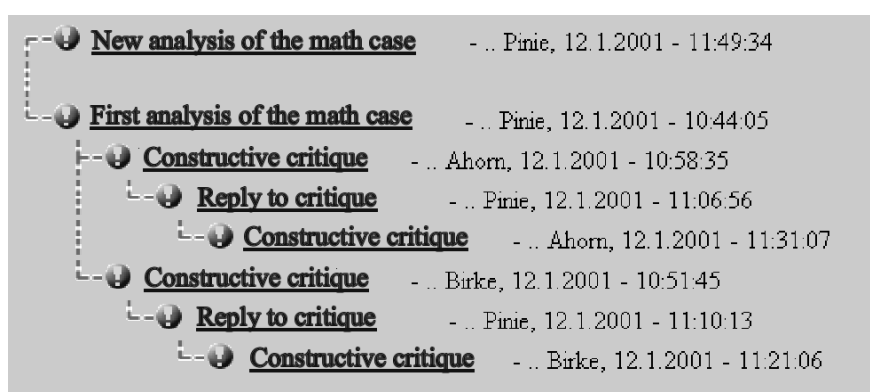 New analysis of the math case - .. Pinie, 12.1.2001 - 11:49:34
First analysis of the math case - .. Pinie, 12.1.2001 - 10:44:05
Constructive critique - .. Ahorn, 12.1.2001 - 10:58:35
Reply to critique - .. Pinie, 12.1.2001 - 11:06:56
Constructive critique - .. Ahorn, 12.1.2001 - 11:31:07
Constructive critique - .. Birke, 12.1.2001 - 10:51:45
Reply to critique - .. Pinie, 12.1.2001 - 11:10:13
Constructive critique - .. Birke, 12.1.2001 - 11:21:06